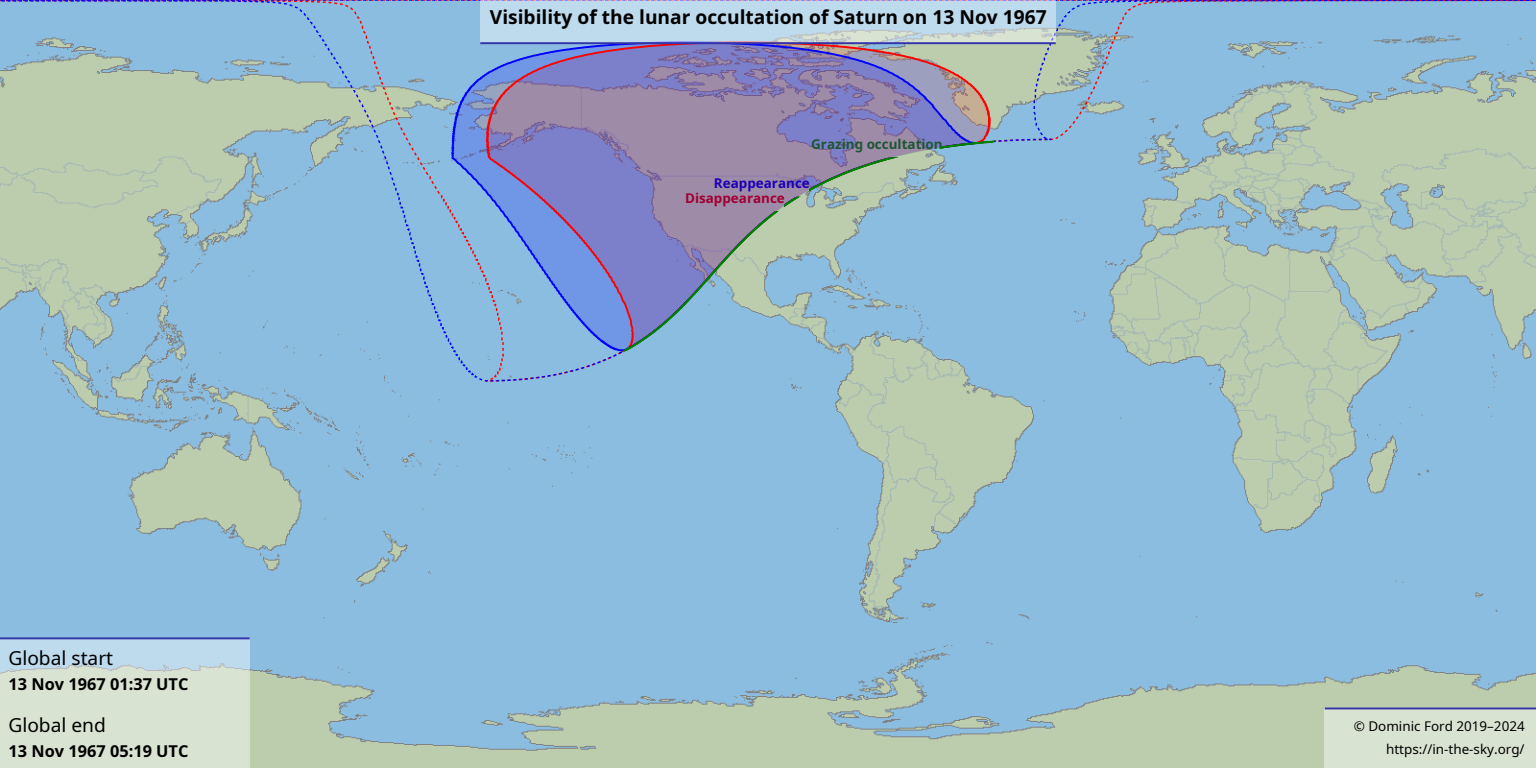 Visibility of the lunar occultation of Saturn on 13 Nov 1967
Grazing occultation
Reappearance
Disappearance
Global start
13 Nov 1967 01:37 UTC
Global end
13 Nov 1967 05:19 UTC
© Dominic Ford 2019–2024
https://in-the-sky.org/